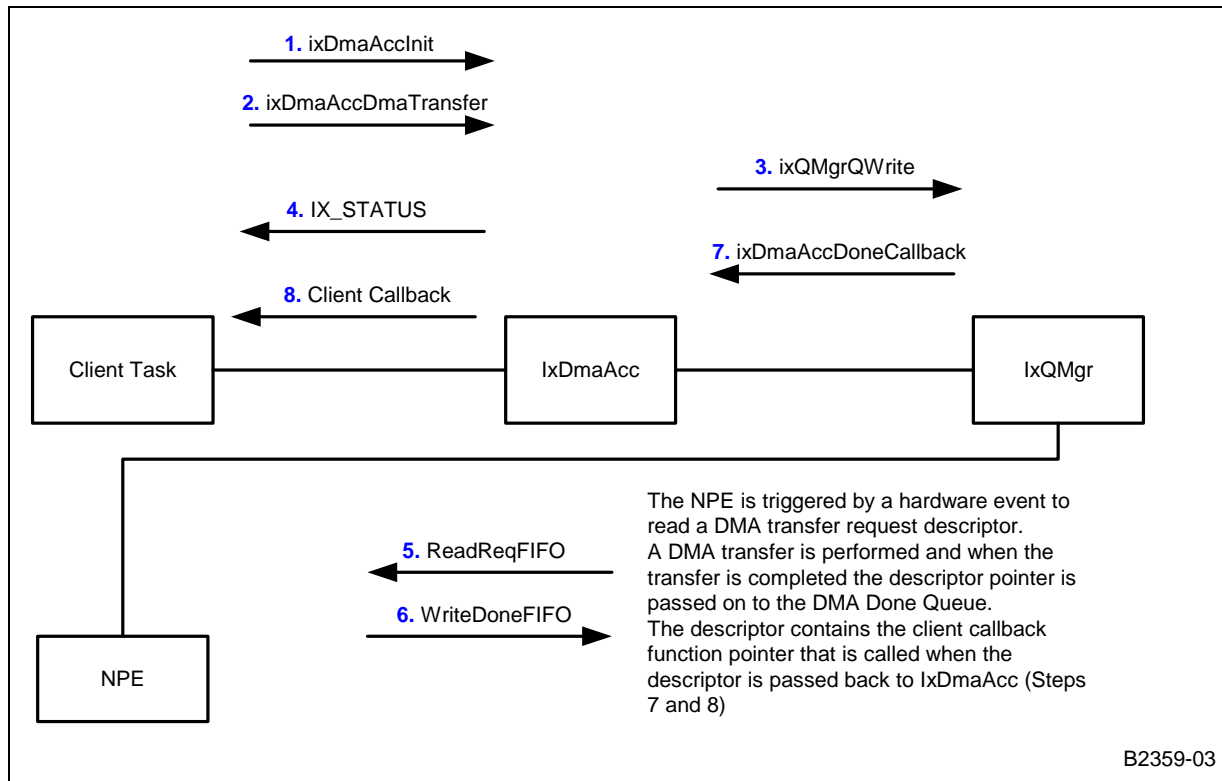 1. ixDmaAccInit
2. ixDmaAccDmaTransfer
3. ixQMgrQWrite
4. IX_STATUS
7. ixDmaAccDoneCallback
8. Client Callback
Client Task
IxDmaAcc
IxQMgr
The NPE is triggered by a hardware event to
read a DMA transfer request descriptor.
A DMA transfer is performed and when the
transfer is completed the descriptor pointer is
passed on to the DMA Done Queue.
The descriptor contains the client callback
function pointer that is called when the
descriptor is passed back to IxDmaAcc (Steps
7 and 8)
5. ReadReqFIFO
6. WriteDoneFIFO
NPE
B2359-03